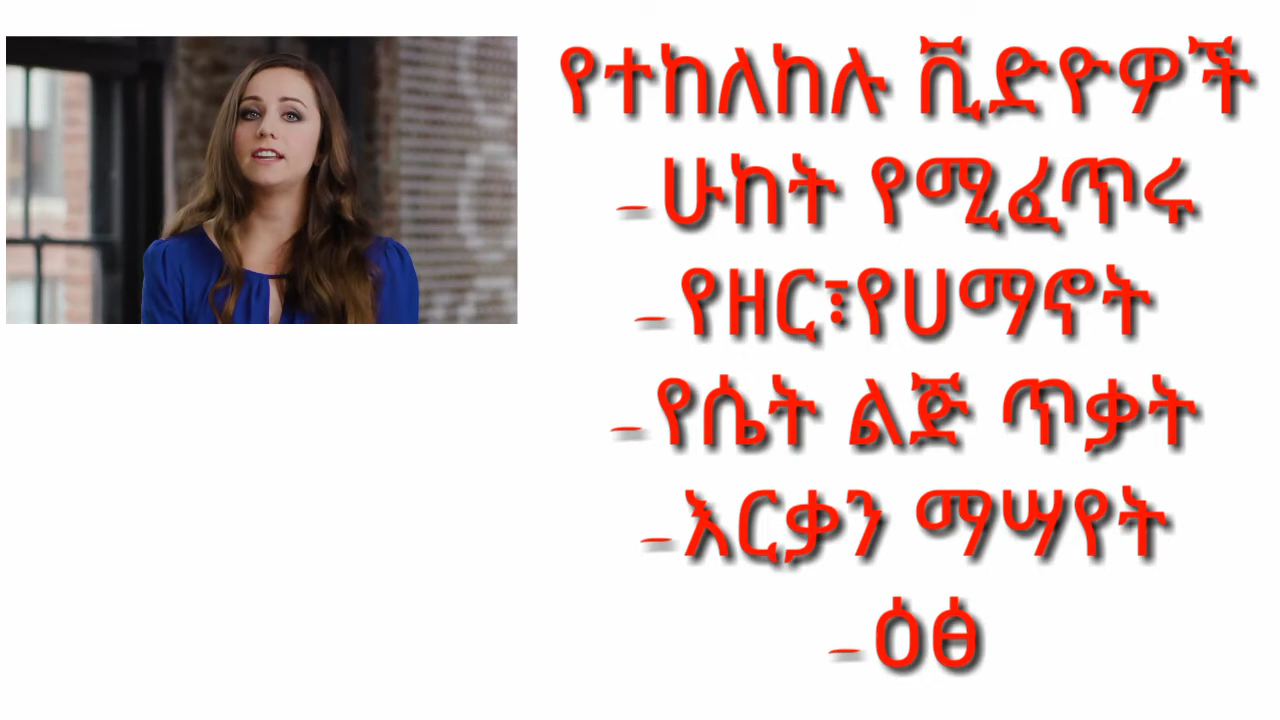 የተከለከሉ ቪድዮዎች
- ሁከት የሚፈጥሩ
- የዘር፣የሀማኖት
- የሴት ልጅ ጥቃት
- እርቃን ማሣየት
- ዕፅ